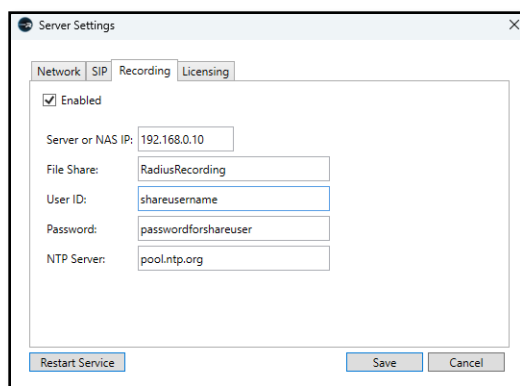 Server Settings
Network SIP Recording Licensing
Enabled
Server or NAS IP: 192.168.0.10
File Share: RadiusRecording
User ID: shareusername
Password: passwordforshareuser
NTP Server: pool.ntp.org
Restart Service Save Cancel